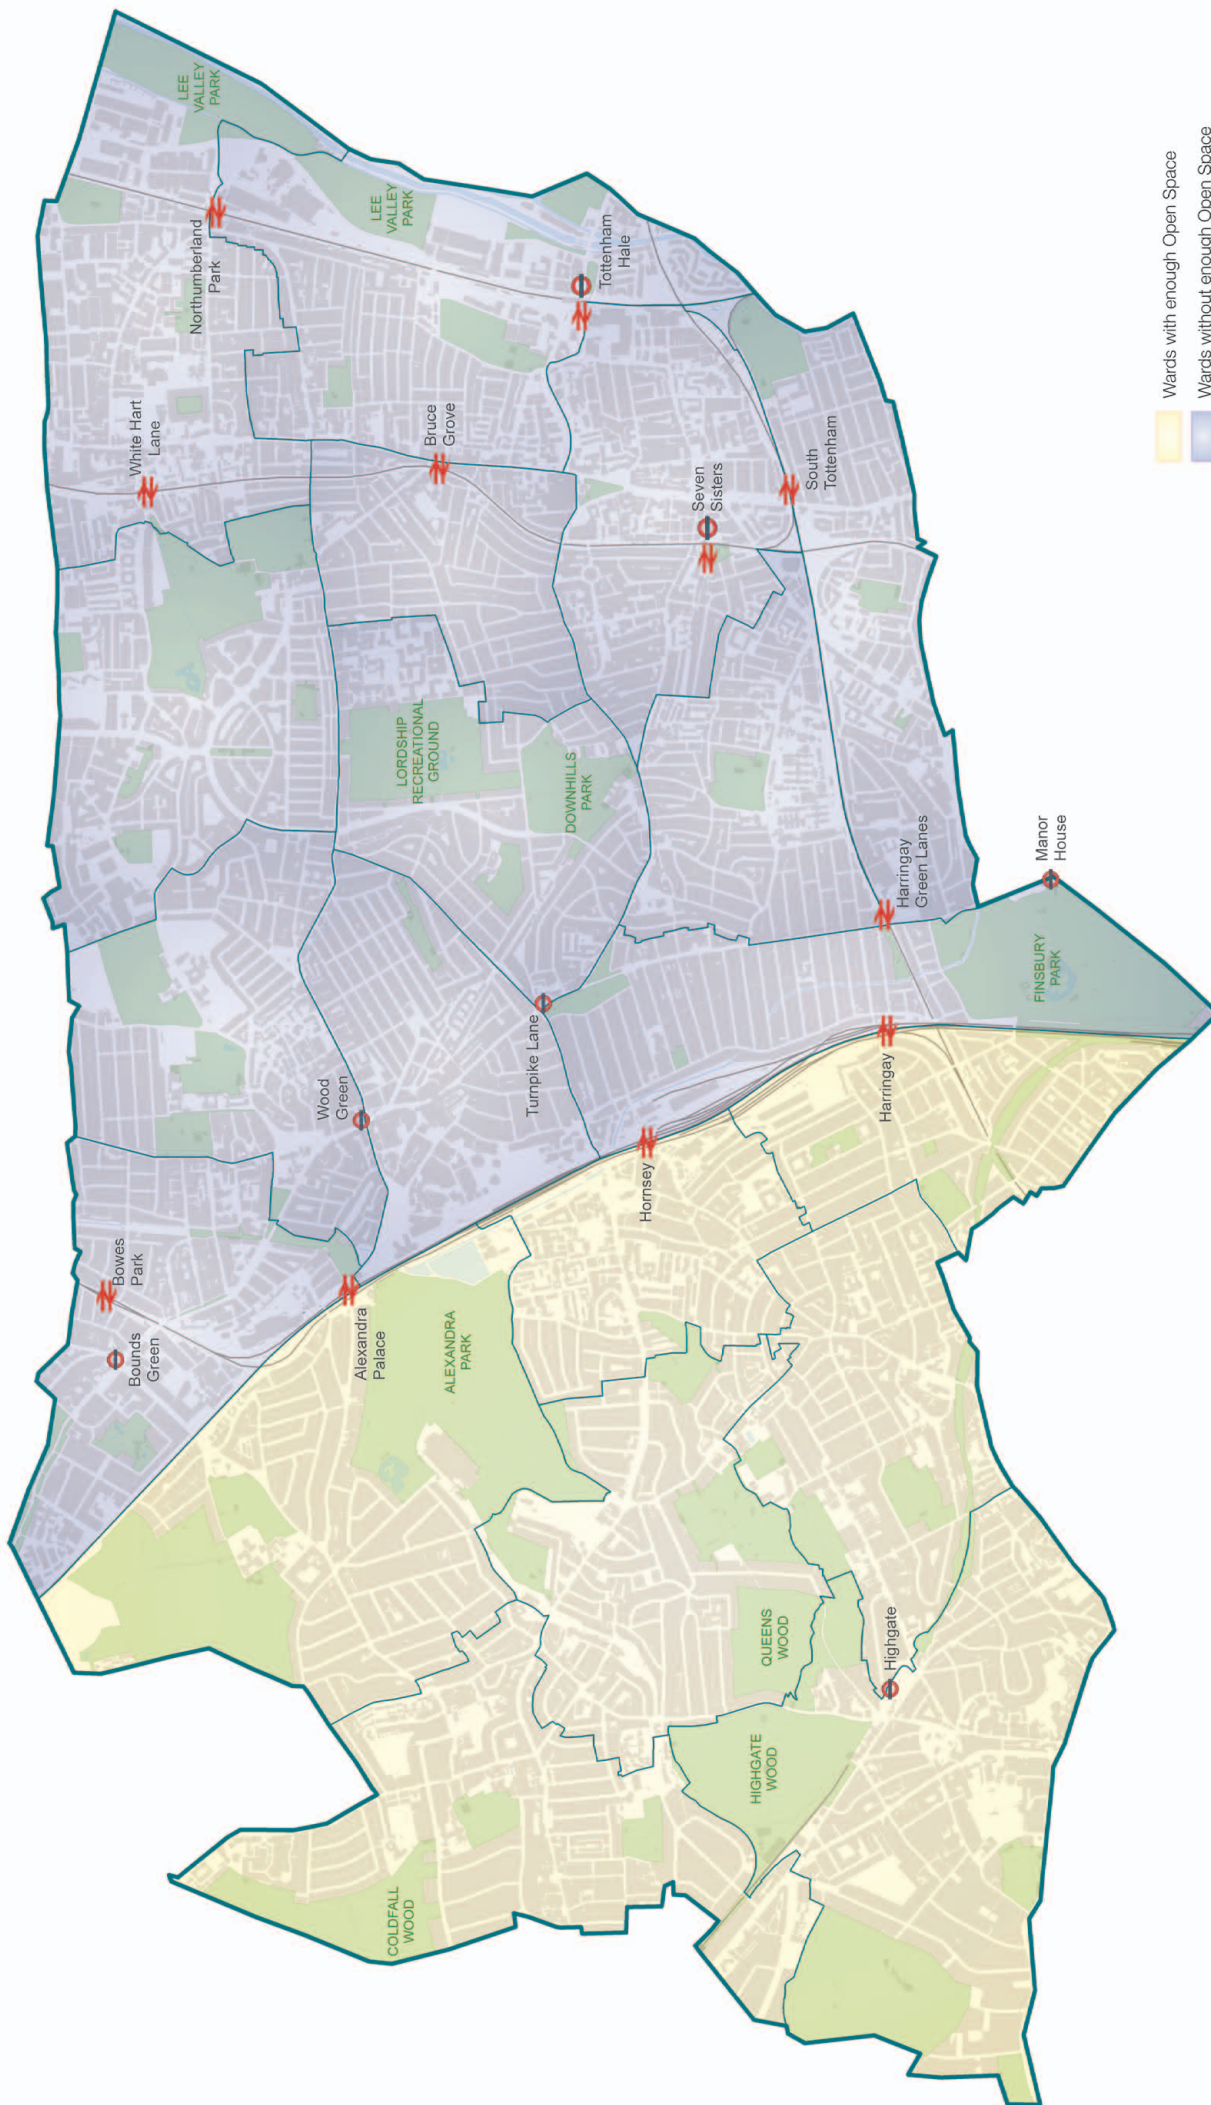 LEE
VALLEY
PARK
LEE
VALLEY
PARK
Northumberland
Park
Tottenham
Hale
White Hart
Lane
Bruce
Grove
Seven
Sisters
South
Tottenham
LORDSHIP
RECREATIONAL
GROUND
DOWNHILLS
PARK
Harringay
Green Lanes
Manor
House
FINSBURY
PARK
Turnpike Lane
Wood
Green
Harringay
Hornsey
Bowes
Park
Bounds
Green
Alexandra
Palace
ALEXANDRA
PARK
QUEENS
WOOD
Highgate
HIGHGATE
WOOD
COLDFALL
WOOD
Wards with enough Open Space
Wards without enough Open Space